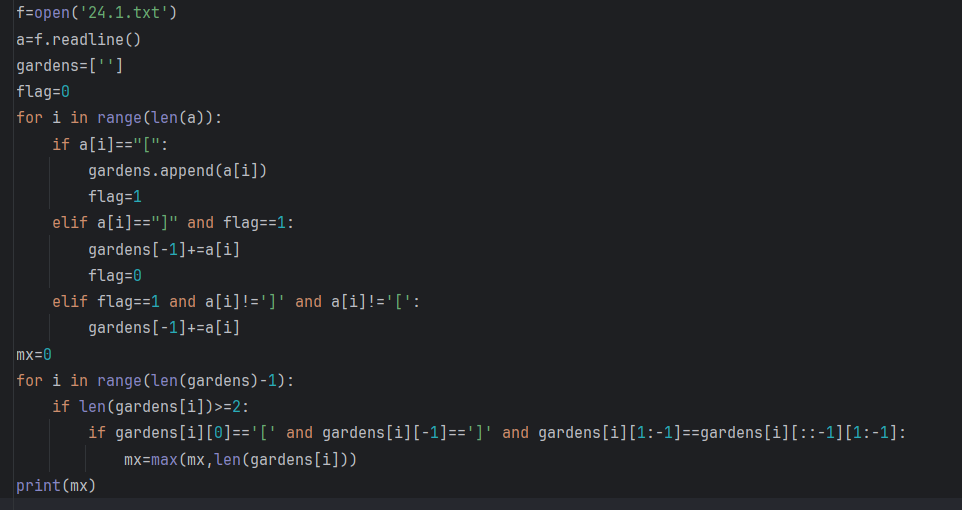 f=open('24.1.txt')
a=f.readline()
gardens=['']
flag=0
for i in range(len(a)):
    if a[i]=="[":
        gardens.append(a[i])
        flag=1
    elif a[i]=="]" and flag==1:
        gardens[-1]+=a[i]
        flag=0
    elif flag==1 and a[i]!=']' and a[i]!='[':
        gardens[-1]+=a[i]
mx=0
for i in range(len(gardens)-1):
    if len(gardens[i])>=2:
        if gardens[i][0]=='[' and gardens[i][-1]==']' and gardens[i][1:-1]==gardens[i][::-1][1:-1]:
            mx=max(mx,len(gardens[i]))
print(mx)